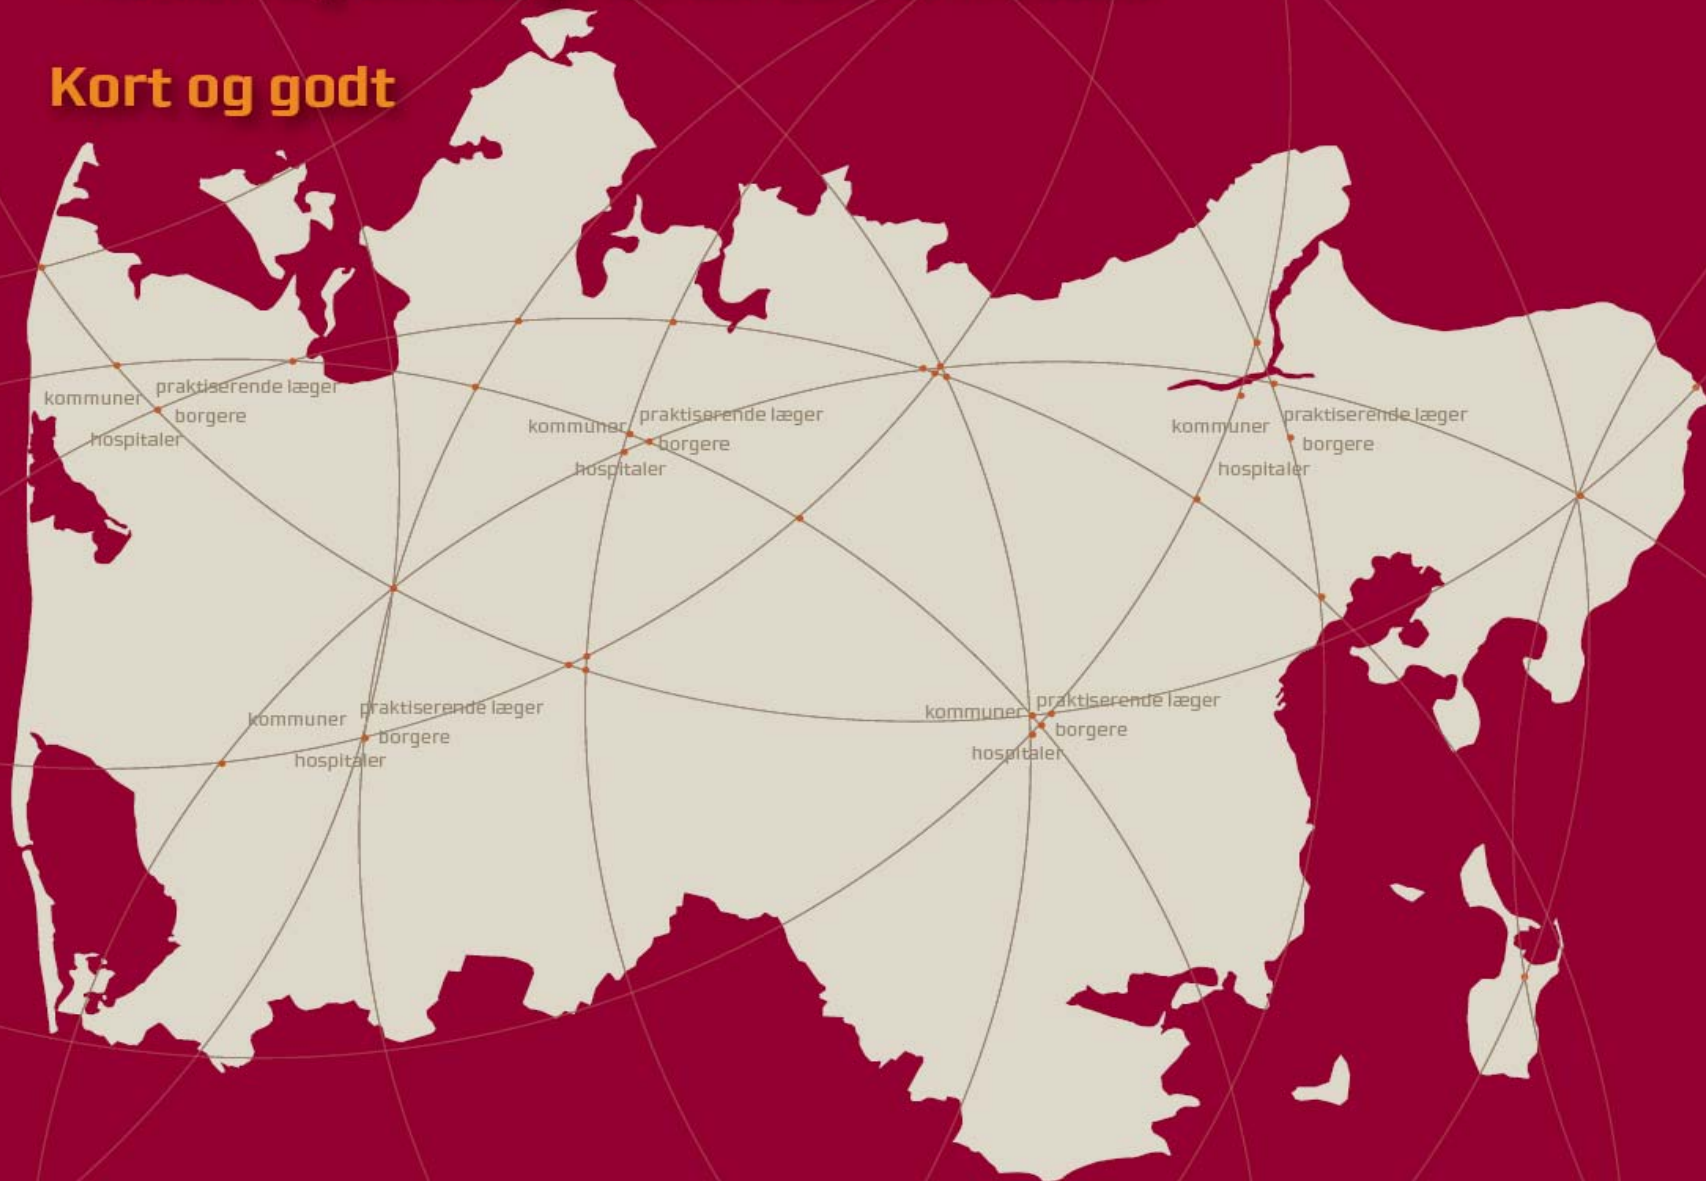 Kort og godt
praktiserende læger
kommuner
borgere
hospitaler
praktiserende læger
kommuner
borgere
hospitaler
praktiserende læger
kommuner
borgere
hospitaler
praktiserende læger
kommuner
borgere
hospitaler
praktiserende læger
kommuner
borgere
hospitaler